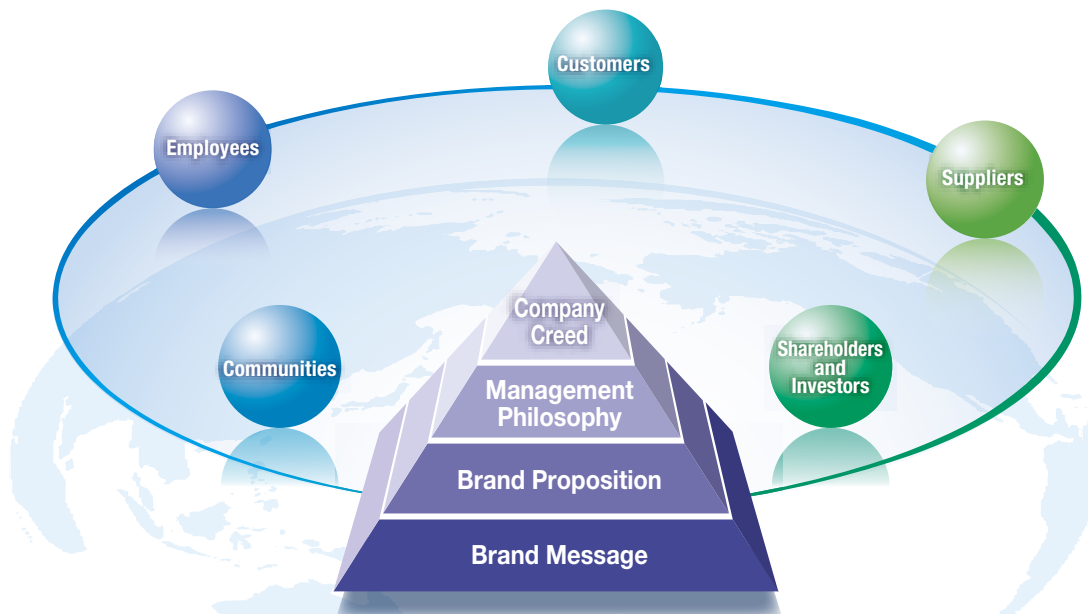 Customers
Employees
Suppliers
Company
Creed
Communities
Shareholders
and
Investors
Management
Philosophy
Brand Proposition
Brand Message